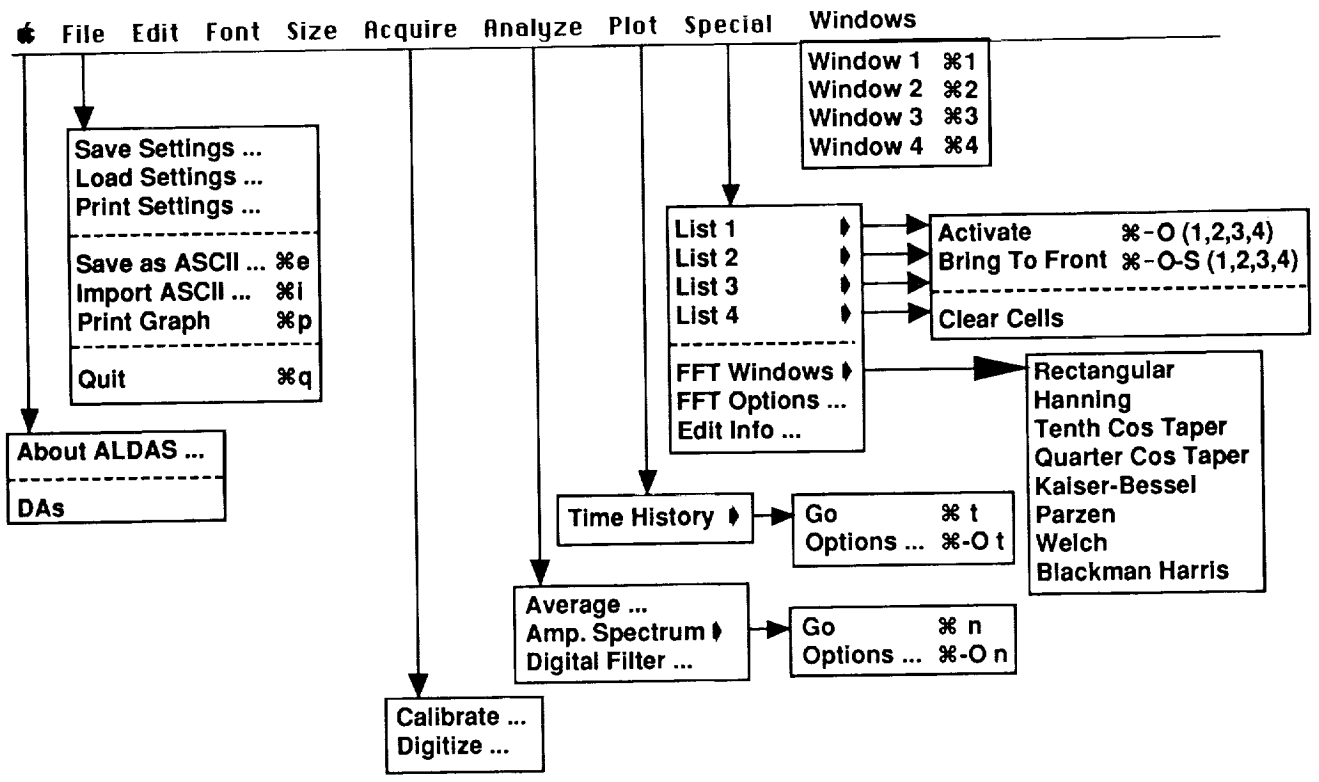 File Edit Font Size Acquire Analyze Plot Special Windows
Window 1 ⌘1
Window 2 ⌘2
Window 3 ⌘3
Window 4 ⌘4
Save Settings ...
Load Settings ...
Print Settings ...
Save as ASCII ... ⌘e
Import ASCII ... ⌘i
Print Graph ⌘p
Quit ⌘q
List 1
List 2
List 3
List 4
FFT Windows
FFT Options ...
Edit Info ...
Activate ⌘-O (1,2,3,4)
Bring To Front ⌘-O-S (1,2,3,4)
Clear Cells
Rectangular
Hanning
Tenth Cos Taper
Quarter Cos Taper
Kaiser-Bessel
Parzen
Welch
Blackman Harris
About ALDAS ...
DAs
Time History
Go ⌘ t
Options ... ⌘-O t
Average ...
Amp. Spectrum
Digital Filter ...
Go ⌘ n
Options ... ⌘-O n
Calibrate ...
Digitize ...